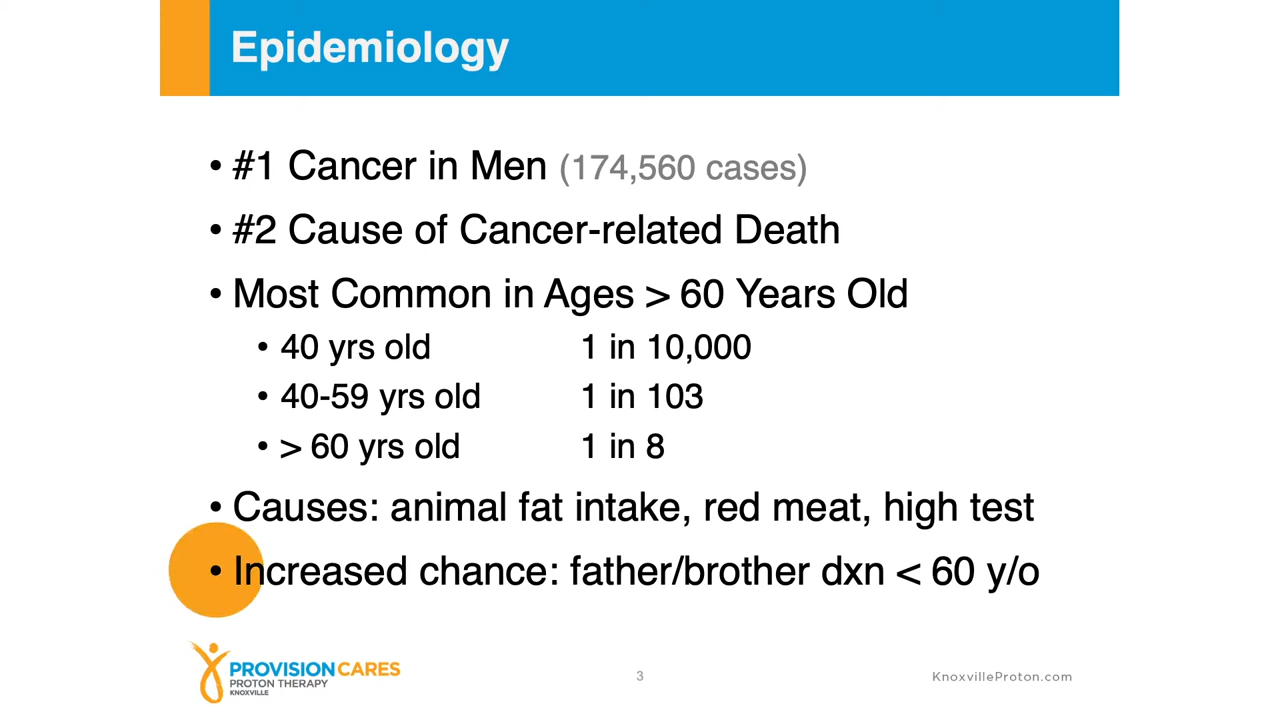 Epidemiology
• #1 Cancer in Men (174,560 cases)
• #2 Cause of Cancer-related Death
• Most Common in Ages > 60 Years Old
• 40 yrs old 1 in 10,000
• 40-59 yrs old 1 in 103
• > 60 yrs old 1 in 8
• Causes: animal fat intake, red meat, high test
• Increased chance: father/brother dxn < 60 y/o
PROVISION CARES
PROTON THERAPY
KNOXVILLE
3
KnoxvilleProton.com